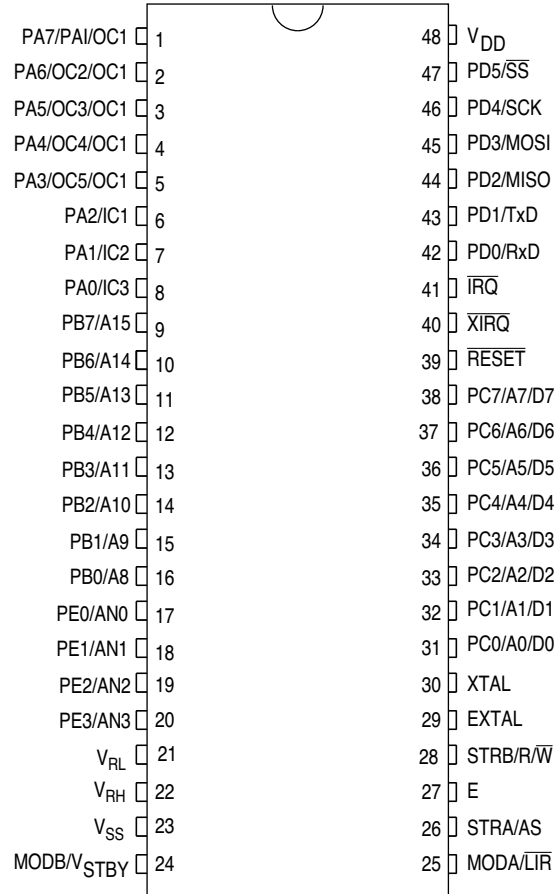 PA7/PAI/OC1 1 48 VDD
PA6/OC2/OC1 2 47 PD5/SS
PA5/OC3/OC1 3 46 PD4/SCK
PA4/OC4/OC1 4 45 PD3/MOSI
PA3/OC5/OC1 5 44 PD2/MISO
PA2/IC1 6 43 PD1/TxD
PA1/IC2 7 42 PD0/RxD
PA0/IC3 8 41 IRQ
PB7/A15 9 40 XIRQ
PB6/A14 10 39 RESET
PB5/A13 11 38 PC7/A7/D7
PB4/A12 12 37 PC6/A6/D6
PB3/A11 13 36 PC5/A5/D5
PB2/A10 14 35 PC4/A4/D4
PB1/A9 15 34 PC3/A3/D3
PB0/A8 16 33 PC2/A2/D2
PE0/AN0 17 32 PC1/A1/D1
PE1/AN1 18 31 PC0/A0/D0
PE2/AN2 19 30 XTAL
PE3/AN3 20 29 EXTAL
VRL 21 28 STRB/R/W
VRH 22 27 E
VSS 23 26 STRA/AS
MODB/VSTBY 24 25 MODA/LIR